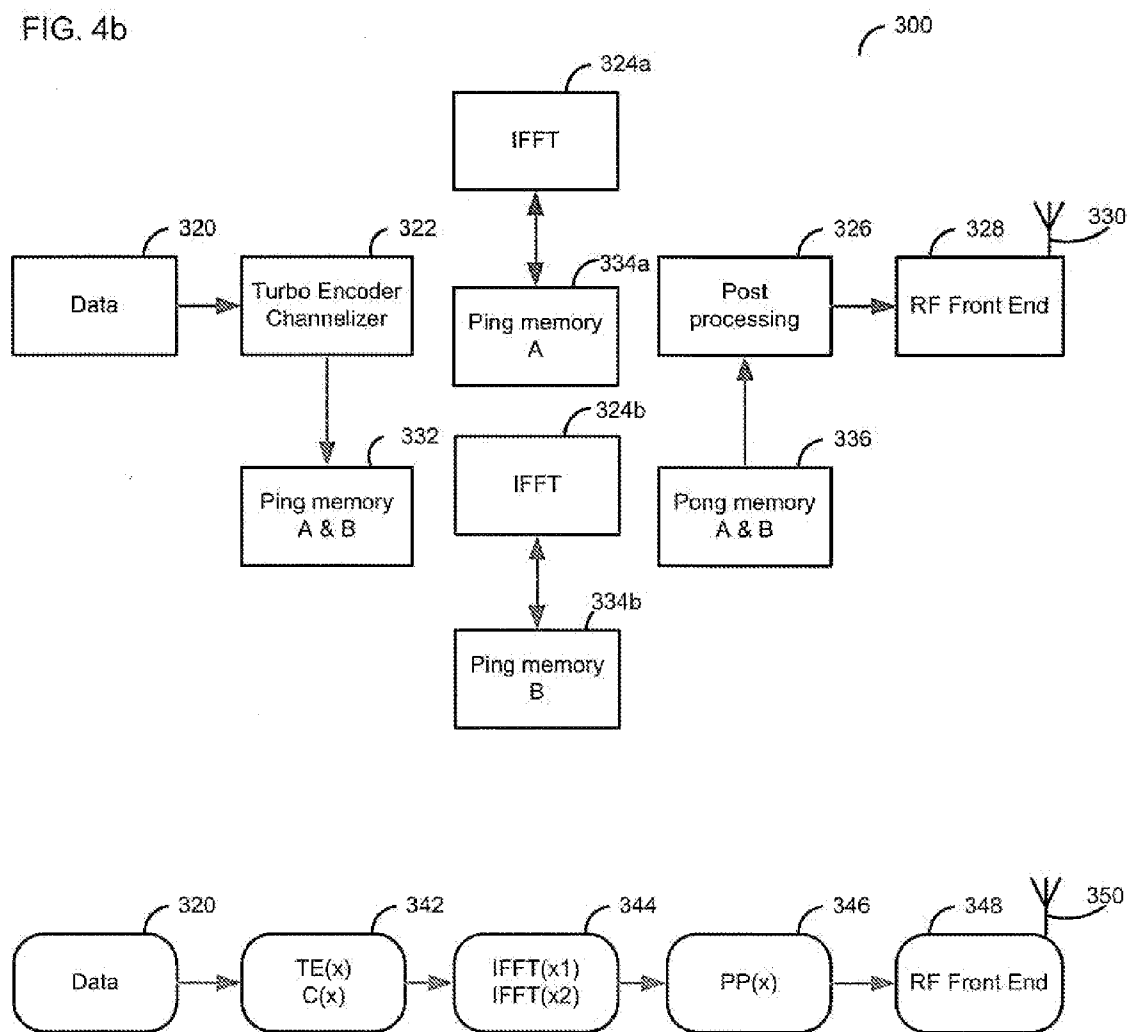 FIG. 4b
300
324a
IFFT
320
322
334a
326
328
330
Data
Turbo Encoder
Channelizer
Ping memory
A
Post
processing
RF Front End
324b
332
336
Ping memory
A & B
IFFT
Pong memory
A & B
334b
Ping memory
B
320
342
344
346
348
350
Data
TE(x)
C(x)
IFFT(x1)
IFFT(x2)
PP(x)
RF Front End